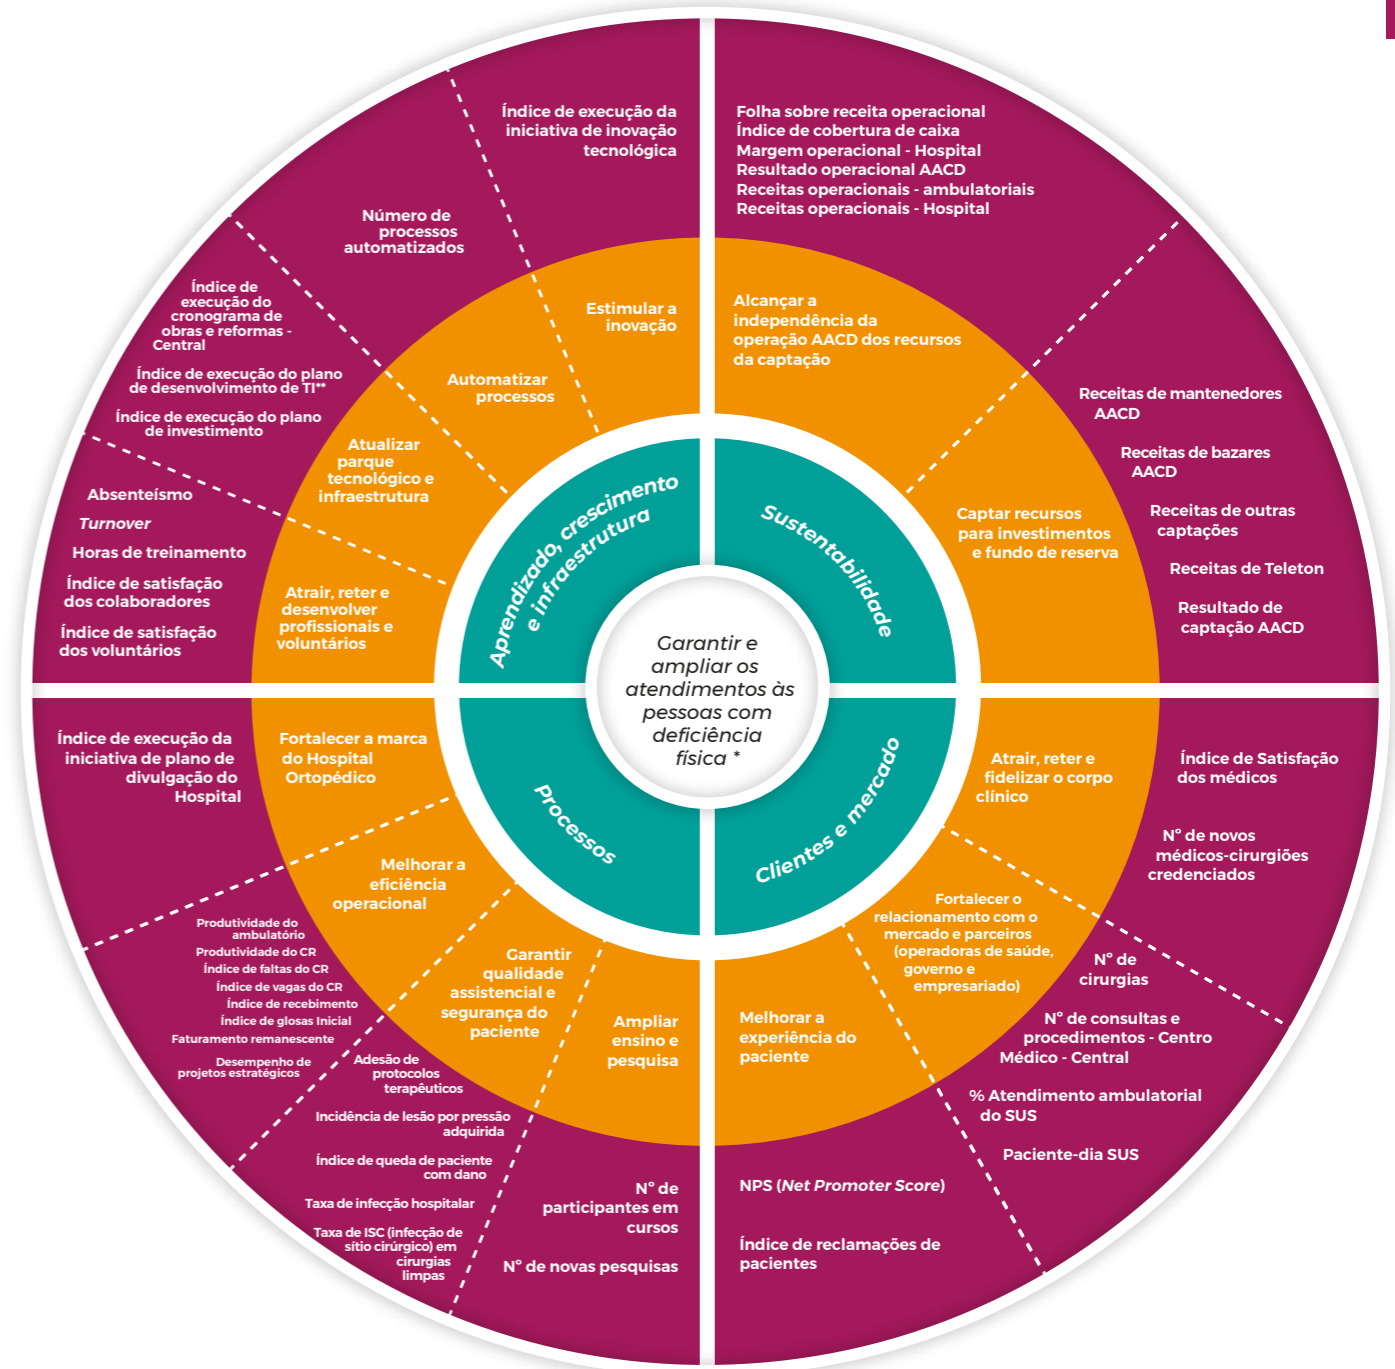 Índice de execução da
iniciativa de inovação
tecnológica
Número de
processos
automatizados
Índice de
execução do
cronograma de
obras e reformas -
Central
Índice de execução do plano
de desenvolvimento de TI**
Índice de execução do plano
de investimento
Absenteísmo
Turnover
Horas de treinamento
Índice de satisfação
dos colaboradores
Índice de satisfação
dos voluntários
Estimular a
inovação
Automatizar
processos
Atualizar
parque
tecnológico e
infraestrutura
Atrair, reter e
desenvolver
profissionais e
voluntários
Aprendizado, crescimento
e infraestrutura
Folha sobre receita operacional
Índice de cobertura de caixa
Margem operacional - Hospital
Resultado operacional AACD
Receitas operacionais - ambulatoriais
Receitas operacionais - Hospital
Alcançar a
independência da
operação AACD dos recursos
da captação
Receitas de mantenedores
AACD
Receitas de bazares
AACD
Receitas de outras
captações
Receitas de Teleton
Resultado de
captação AACD
Captar recursos
para investimentos
e fundo de reserva
Sustentabilidade
Garantir e
ampliar os
atendimentos às
pessoas com
deficiência
física *
Processos
Fortalecer a marca
do Hospital
Ortopédico
Índice de execução da
iniciativa de plano de
divulgação do
Hospital
Melhorar a
eficiência
operacional
Produtividade do
ambulatório
Produtividade do CR
Índice de faltas do CR
Índice de vagas do CR
Índice de recebimento
Índice de glosas Inicial
Faturamento remanescente
Desempenho de
projetos estratégicos
Garantir
qualidade
assistencial e
segurança do
paciente
Adesão de
protocolos
terapêuticos
Incidência de lesão por pressão
adquirida
Índice de queda de paciente
com dano
Taxa de infecção hospitalar
Taxa de ISC (infecção de
sítio cirúrgico) em
cirurgias
limpas
Ampliar
ensino e
pesquisa
Nº de
participantes em
cursos
Nº de novas pesquisas
Clientes e mercado
Atrair, reter e
fidelizar o corpo
clínico
Índice de Satisfação
dos médicos
Nº de novos
médicos-cirurgiões
credenciados
Fortalecer o
relacionamento com o
mercado e parceiros
(operadoras de saúde,
governo e
empresariado)
Nº de
cirurgias
Nº de consultas e
procedimentos - Centro
Médico - Central
% Atendimento ambulatorial
do SUS
Paciente-dia SUS
Melhorar a
experiência do
paciente
NPS (Net Promoter Score)
Índice de reclamações de
pacientes